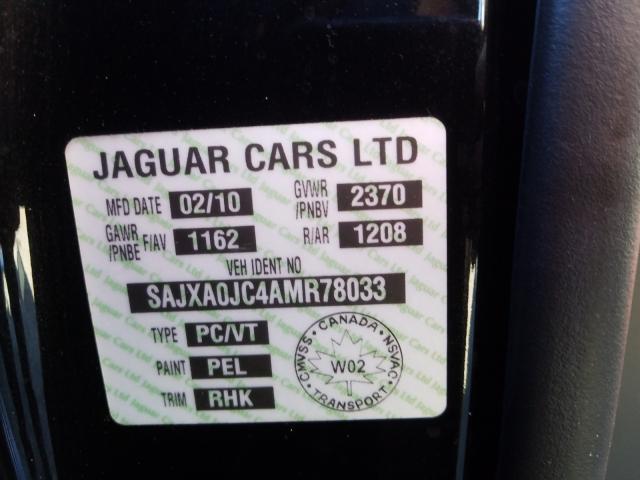 JAGUAR CARS LTD
MFD DATE 02/10 GVWR /PNBV 2370
GAWR /PNBE F/AV 1162 R/AR 1208
VEH IDENT NO
SAJXA0JC4AMR78033
TYPE PC/VT
PAINT PEL
TRIM RHK
CANADA
CMVSS NSVAC
W02
TRANSPORT